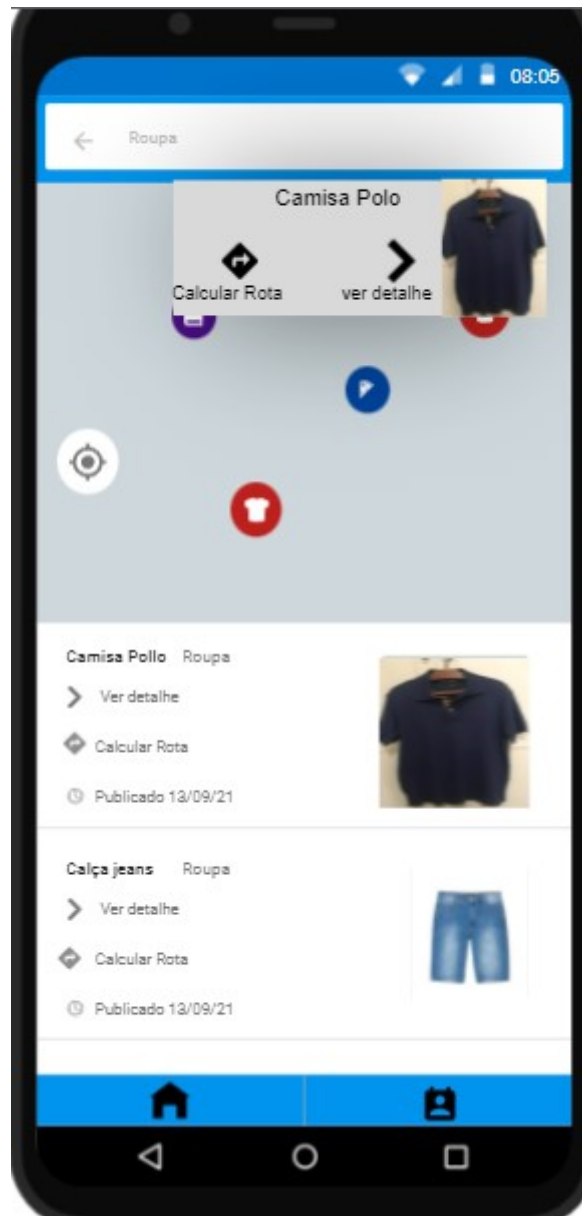 08:05
Roupa
Camisa Polo
Calcular Rota ver detalhe
Camisa Pollo Roupa
Ver detalhe
Calcular Rota
Publicado 13/09/21
Calça jeans Roupa
Ver detalhe
Calcular Rota
Publicado 13/09/21